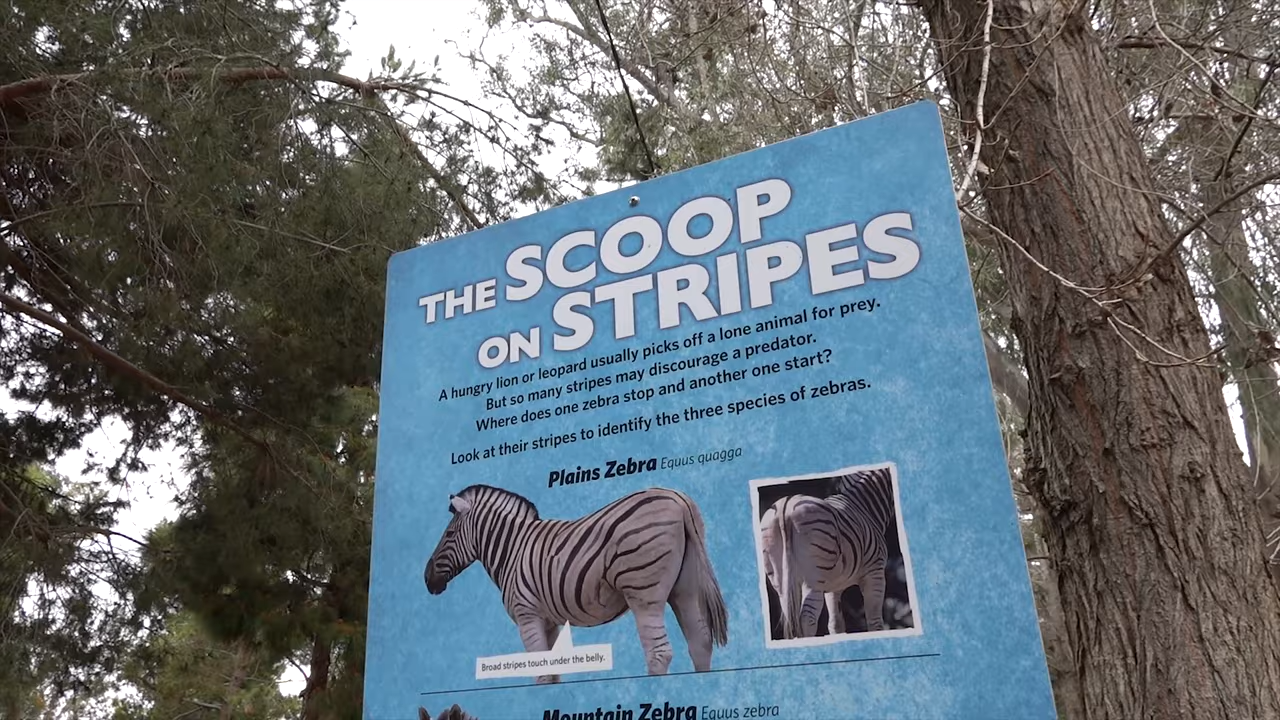 THE SCOOP
ON STRIPES
A hungry lion or leopard usually picks off a lone animal for prey.
But so many stripes may discourage a predator.
Where does one zebra stop and another one start?
Look at their stripes to identify the three species of zebras.
Plains Zebra Equus quagga
Broad stripes touch under the belly.
Mountain Zebra Equus zebra